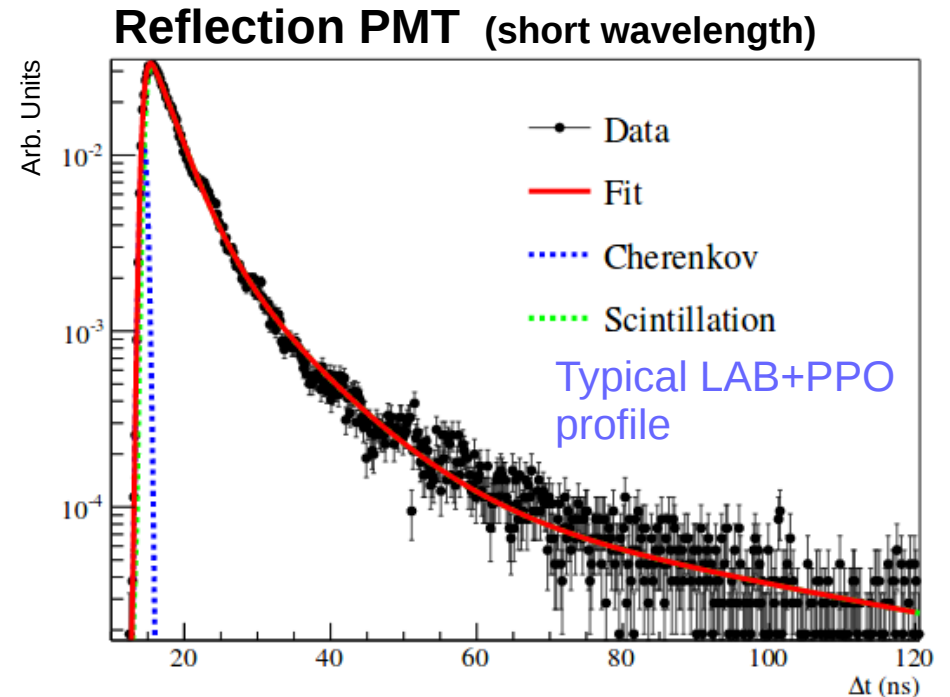 Reflection PMT (short wavelength)
Arb. Units
10⁻²
10⁻³
10⁻⁴
Data
Fit
Cherenkov
Scintillation
Typical LAB+PPO
profile
20 40 60 80 100 120
Δt (ns)